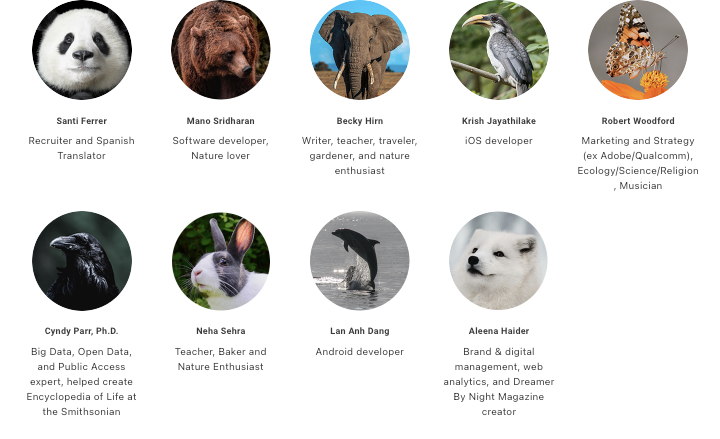 Santi Ferrer
Recruiter and Spanish
Translator
Mano Sridharan
Software developer,
Nature lover
Becky Hirn
Writer, teacher, traveler,
gardener, and nature
enthusiast
Krish Jayathilake
iOS developer
Robert Woodford
Marketing and Strategy
(ex Adobe/Qualcomm),
Ecology/Science/Religion
, Musician
Cyndy Parr, Ph.D.
Big Data, Open Data,
and Public Access
expert, helped create
Encyclopedia of Life at
the Smithsonian
Neha Sehra
Teacher, Baker and
Nature Enthusiast
Lan Anh Dang
Android developer
Aleena Haider
Brand & digital
management, web
analytics, and Dreamer
By Night Magazine
creator